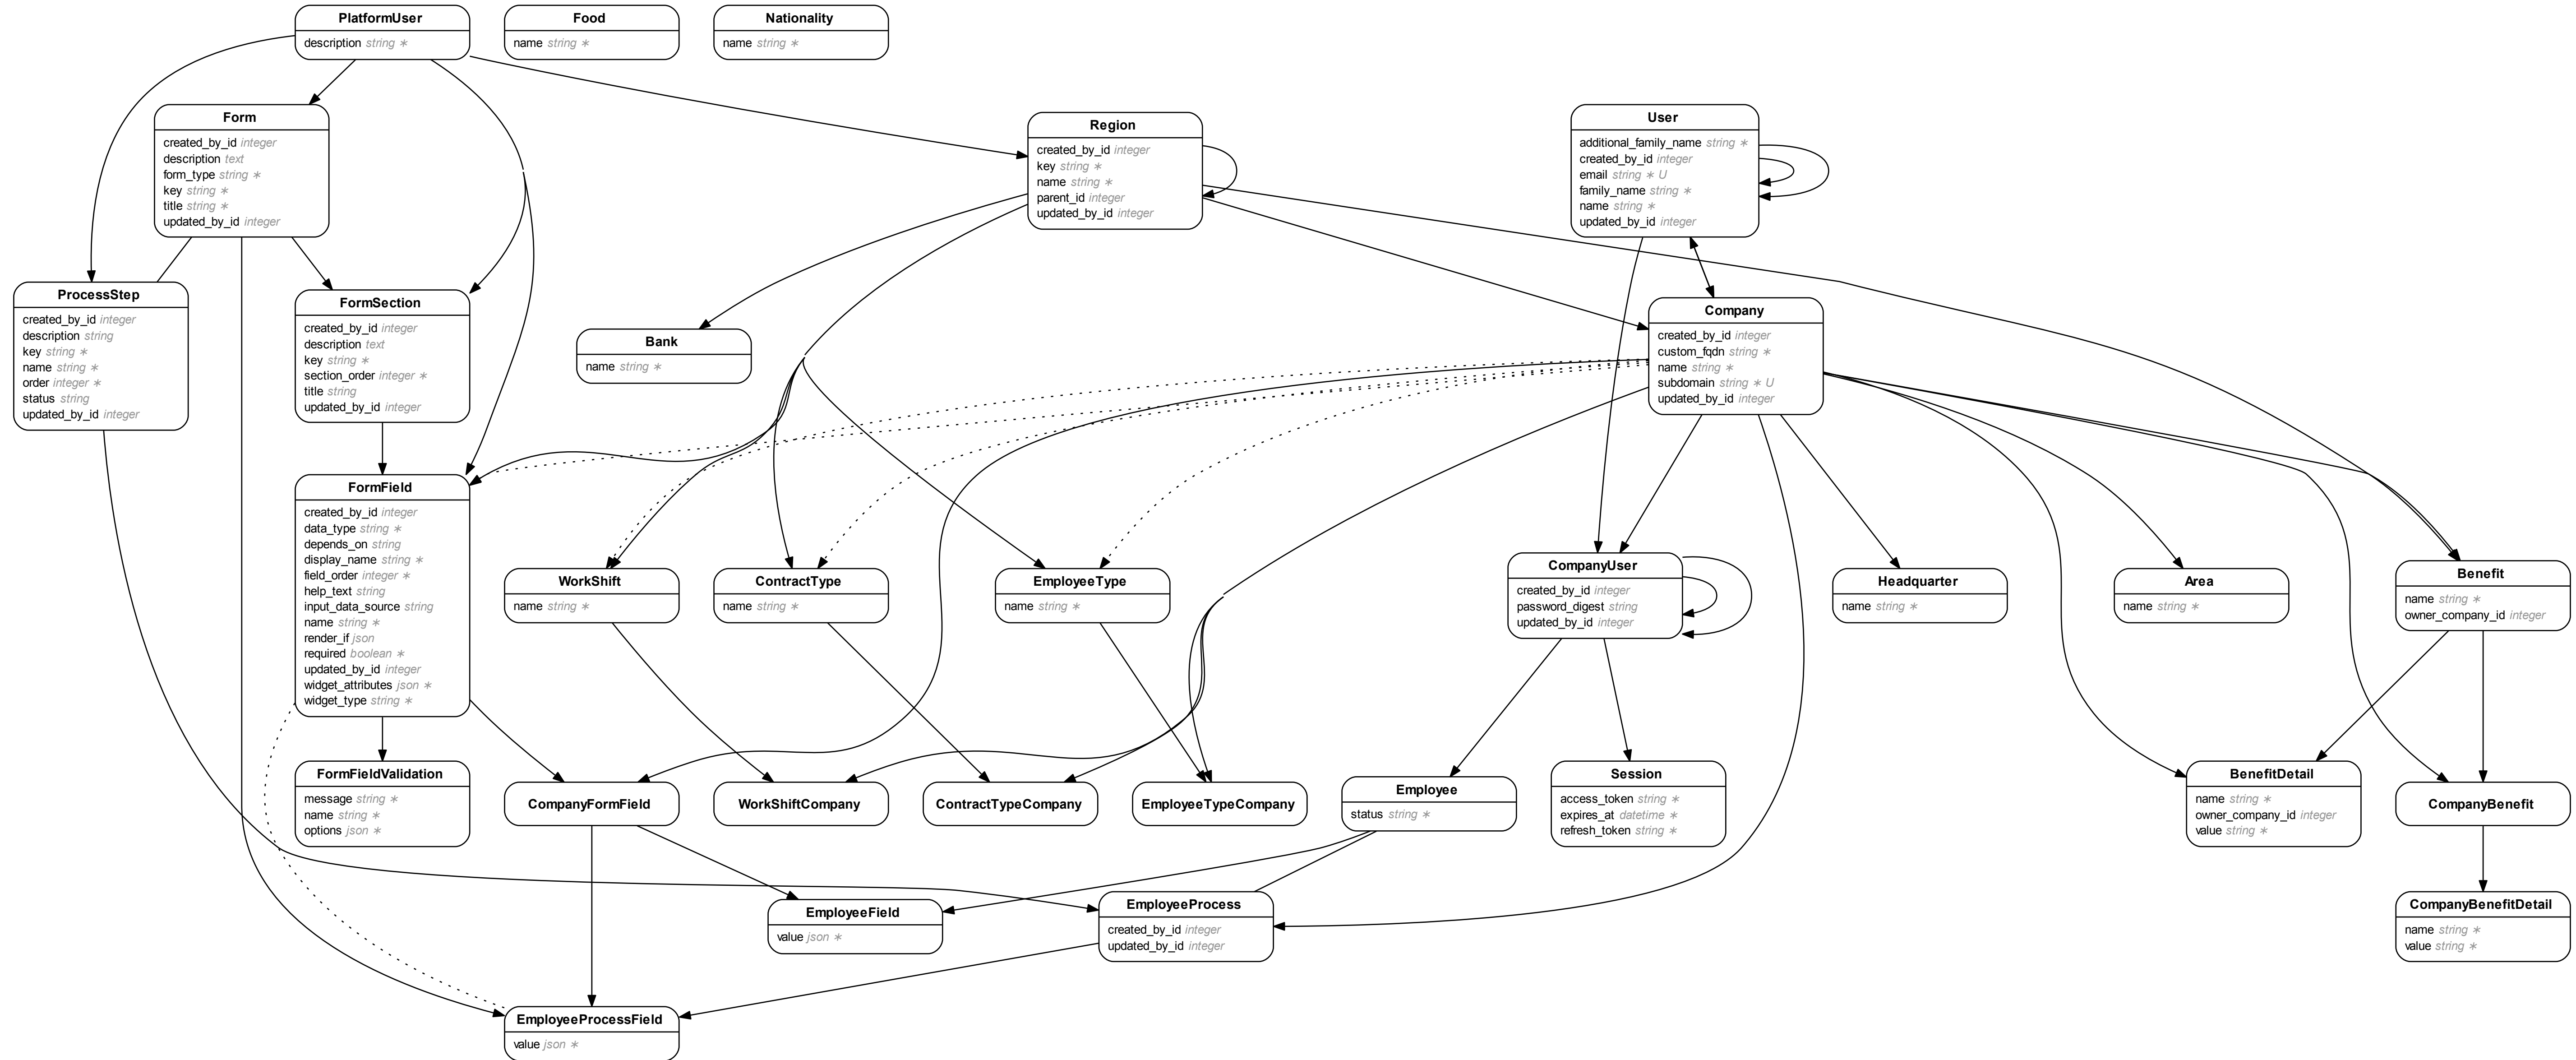 PlatformUser
description string ∗
Food
name string ∗
Nationality
name string ∗
Form
created_by_id integer
description text
form_type string ∗
key string ∗
title string ∗
updated_by_id integer
Region
created_by_id integer
key string ∗
name string ∗
parent_id integer
updated_by_id integer
User
additional_family_name string ∗
created_by_id integer
email string ∗ U
family_name string ∗
name string ∗
updated_by_id integer
ProcessStep
created_by_id integer
description string
key string ∗
name string ∗
order integer ∗
status string
updated_by_id integer
FormSection
created_by_id integer
description text
key string ∗
section_order integer ∗
title string
updated_by_id integer
Bank
name string ∗
Company
created_by_id integer
custom_fqdn string ∗
name string ∗
subdomain string ∗ U
updated_by_id integer
FormField
created_by_id integer
data_type string ∗
depends_on string
display_name string ∗
field_order integer ∗
help_text string
input_data_source string
name string ∗
render_if json
required boolean ∗
updated_by_id integer
widget_attributes json ∗
widget_type string ∗
WorkShift
name string ∗
ContractType
name string ∗
EmployeeType
name string ∗
CompanyUser
created_by_id integer
password_digest string
updated_by_id integer
Headquarter
name string ∗
Area
name string ∗
Benefit
name string ∗
owner_company_id integer
FormFieldValidation
message string ∗
name string ∗
options json ∗
CompanyFormField
WorkShiftCompany
ContractTypeCompany
EmployeeTypeCompany
Employee
status string ∗
Session
access_token string ∗
expires_at datetime ∗
refresh_token string ∗
BenefitDetail
name string ∗
owner_company_id integer
value string ∗
CompanyBenefit
EmployeeField
value json ∗
EmployeeProcess
created_by_id integer
updated_by_id integer
CompanyBenefitDetail
name string ∗
value string ∗
EmployeeProcessField
value json ∗